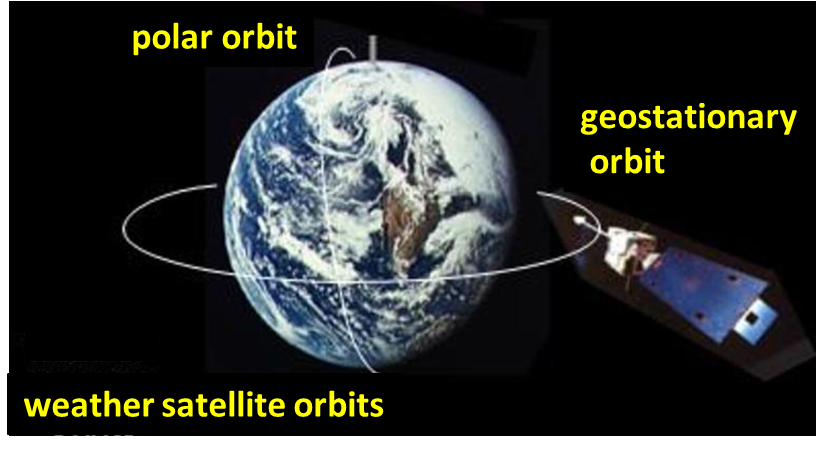 polar orbit
geostationary
orbit
weather satellite orbits